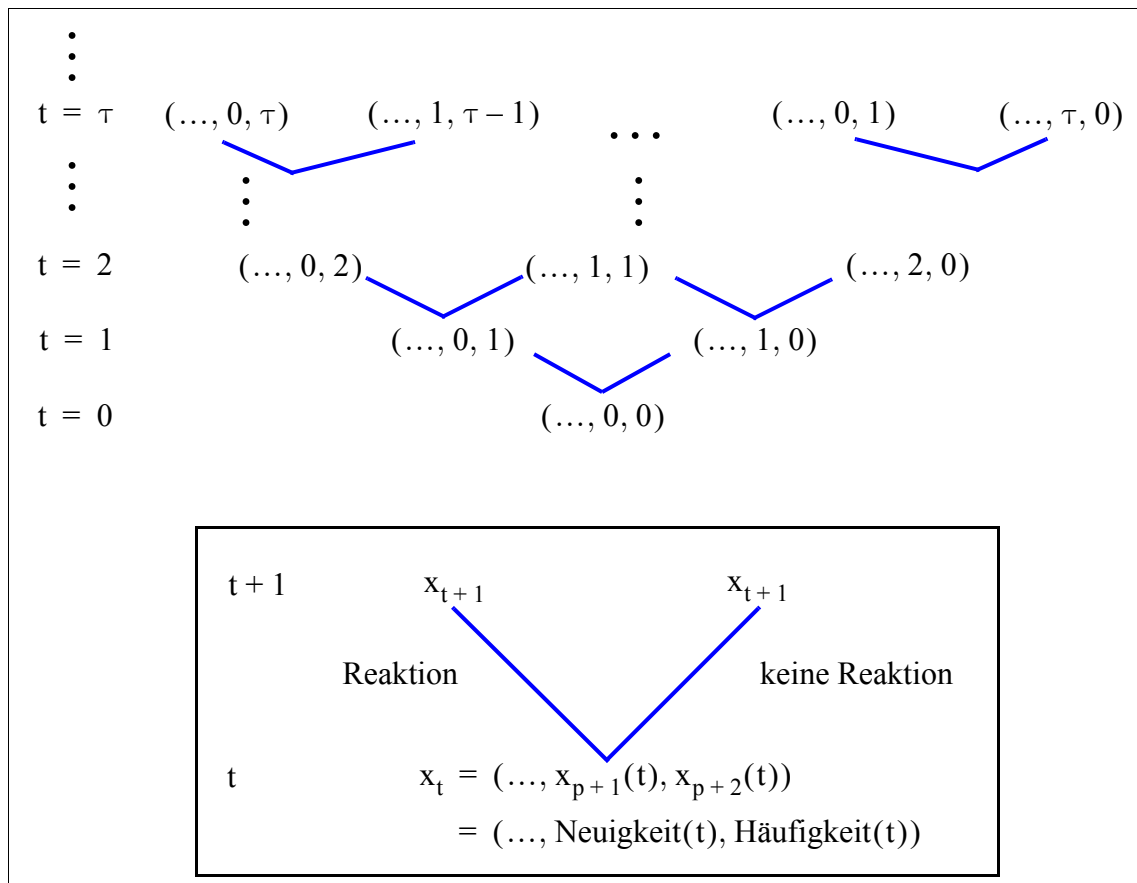 t = τ (…, 0, τ) (…, 1, τ – 1) … (…, 0, 1) (…, τ, 0)
t = 2 (…, 0, 2) (…, 1, 1) (…, 2, 0)
t = 1 (…, 0, 1) (…, 1, 0)
t = 0 (…, 0, 0)
t + 1 x_{t + 1} x_{t + 1}
Reaktion keine Reaktion
t x_t = (…, x_{p + 1}(t), x_{p + 2}(t))
= (…, Neuigkeit(t), Häufigkeit(t))